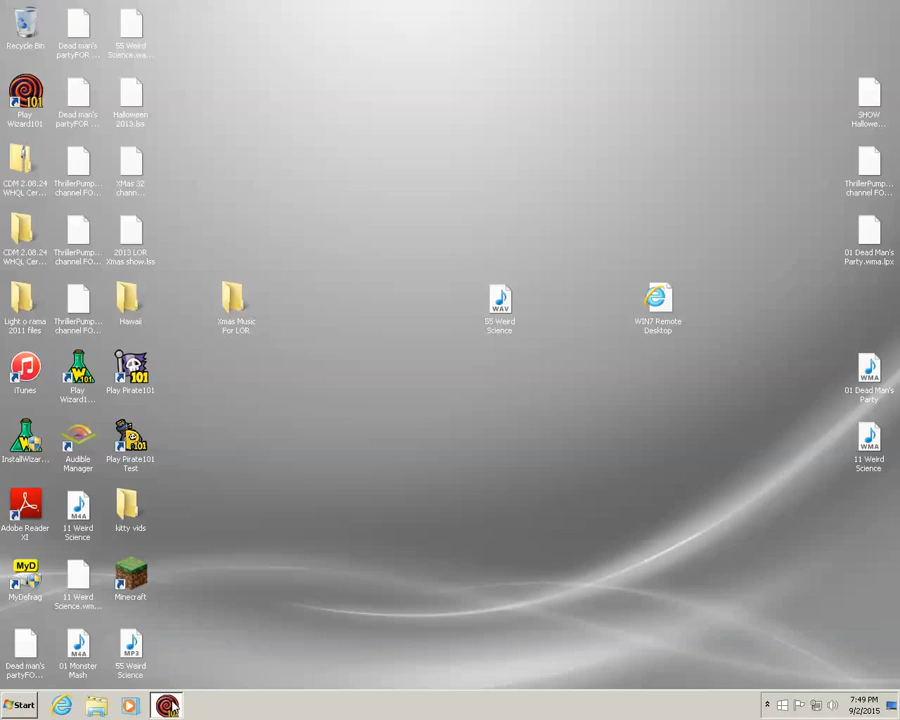 Recycle Bin
Dead man's
partyFOR ...
55 Weird
Science.wa...
Play
Wizard101
Dead man's
partyFOR ...
Halloween
2013.lss
SHOW
Hallowe...
CDM 2.08.24
WHQL Cer...
ThrillerPump...
channel FO...
XMas 32
chann...
ThrillerPump...
channel FO...
CDM 2.08.24
WHQL Cer...
ThrillerPump...
channel FO...
2013 LOR
Xmas show.lss
01 Dead Man's
Party.wma.lpx
Light o rama
2011 files
ThrillerPump...
channel FO...
Hawaii
Xmas Music
For LOR
WAV
55 Weird
Science
WIN7 Remote
Desktop
iTunes
Play
Wizard1...
Play Pirate101
WMA
01 Dead Man's
Party
InstallWizar...
Audible
Manager
Play Pirate101
Test
WMA
11 Weird
Science
Adobe Reader
XI
M4A
11 Weird
Science
kitty vids
MyD
MyDefrag
11 Weird
Science.wm...
Minecraft
Dead man's
partyFO...
M4A
01 Monster
Mash
MP3
55 Weird
Science
Start
7:49 PM
9/2/2015